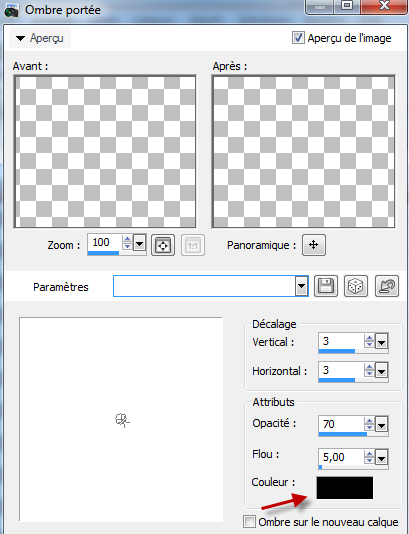 Ombre portée
Aperçu
Aperçu de l'image
Avant :
Après :
Zoom : 100
1:1
Panoramique :
Paramètres
Décalage
Vertical : 3
Horizontal : 3
Attributs
Opacité : 70
Flou : 5,00
Couleur :
Ombre sur le nouveau calque